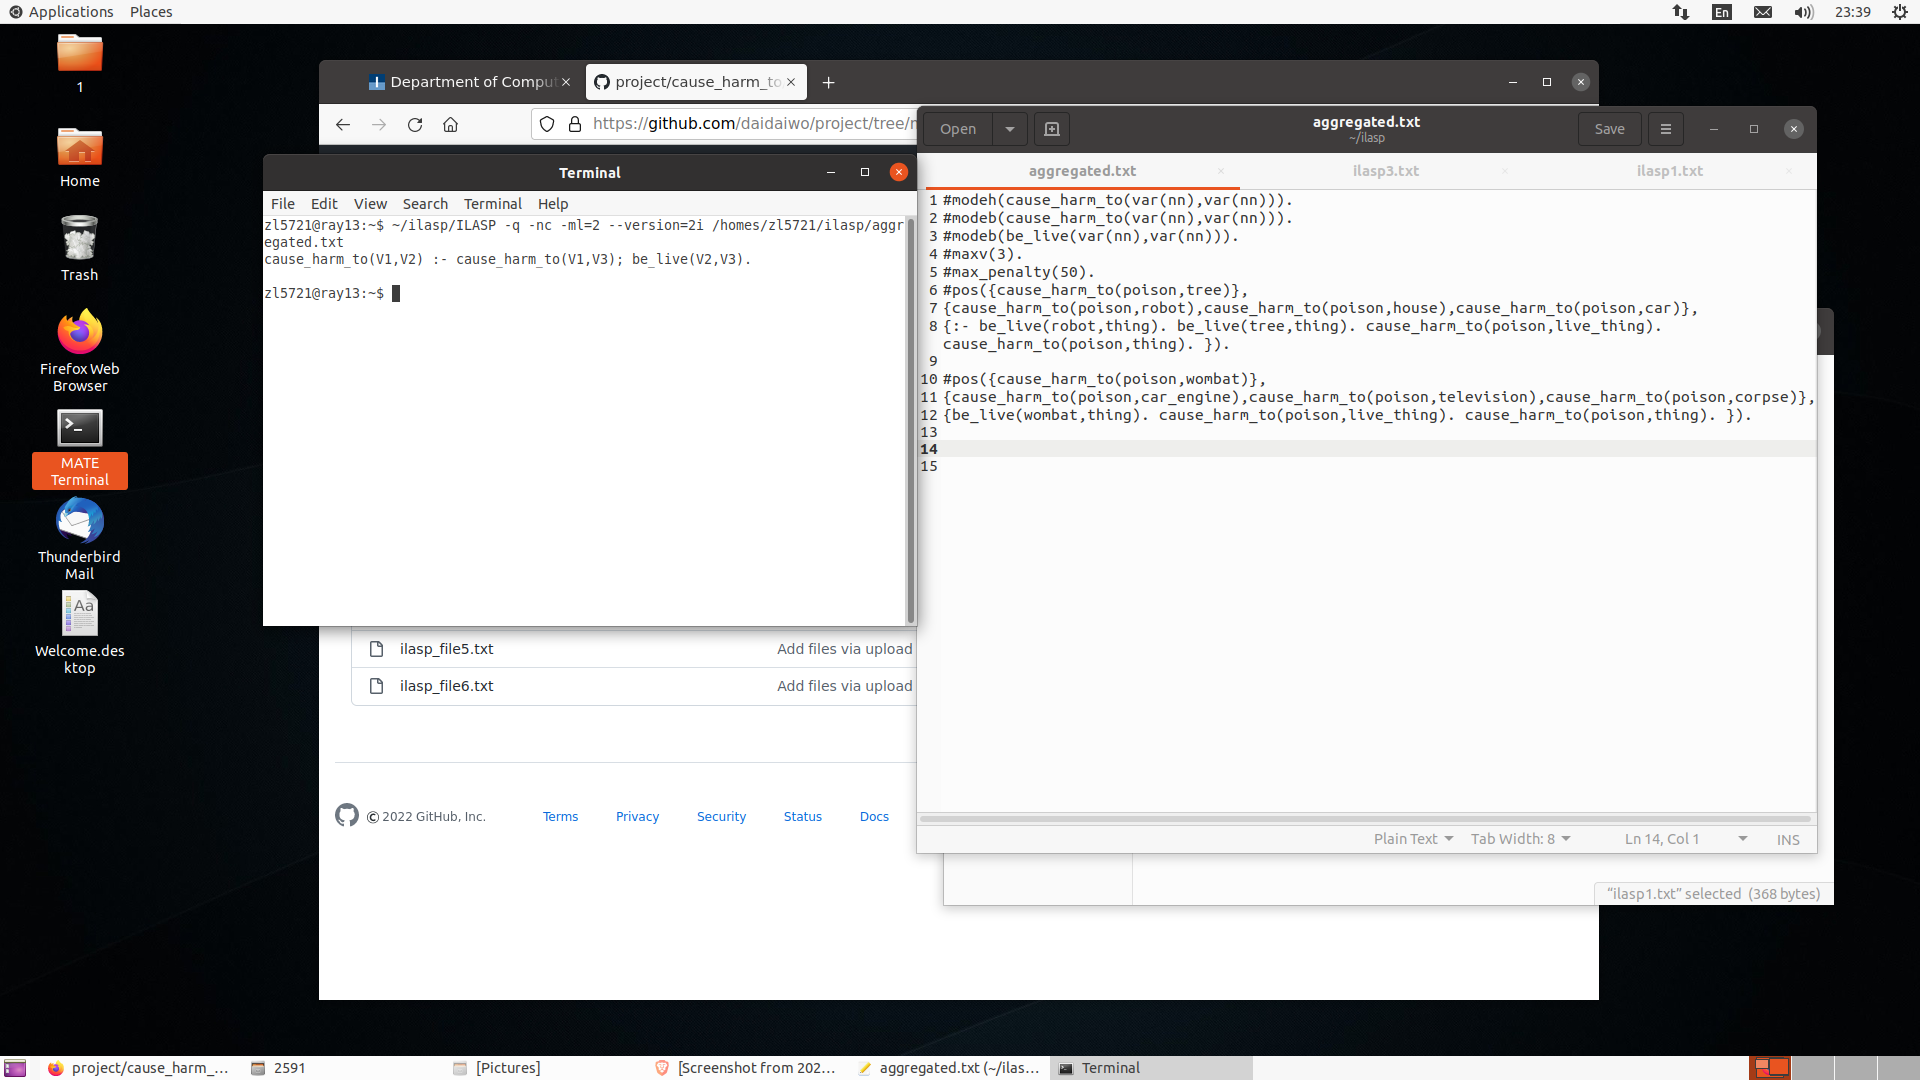 Applications Places
En 23:39
1
Home
Trash
Firefox Web
Browser
MATE
Terminal
Thunderbird
Mail
Welcome.des
ktop
Department of Comput
project/cause_harm_to
https://github.com/daidaiwo/project/tree/
Terminal
File Edit View Search Terminal Help
zl5721@ray13:~$ ~/ilasp/ILASP -q -nc -ml=2 --version=2i /homes/zl5721/ilasp/aggr
egated.txt
cause_harm_to(V1,V2) :- cause_harm_to(V1,V3); be_live(V2,V3).
zl5721@ray13:~$
Open
aggregated.txt
~/ilasp
Save
aggregated.txt
ilasp3.txt
ilasp1.txt
1 #modeh(cause_harm_to(var(nn),var(nn))).
2 #modeb(cause_harm_to(var(nn),var(nn))).
3 #modeb(be_live(var(nn),var(nn))).
4 #maxv(3).
5 #max_penalty(50).
6 #pos({cause_harm_to(poison,tree)},
7 {cause_harm_to(poison,robot),cause_harm_to(poison,house),cause_harm_to(poison,car)},
8 {:- be_live(robot,thing). be_live(tree,thing). cause_harm_to(poison,live_thing).
cause_harm_to(poison,thing). }).
9
10 #pos({cause_harm_to(poison,wombat)},
11 {cause_harm_to(poison,car_engine),cause_harm_to(poison,television),cause_harm_to(poison,corpse)},
12 {be_live(wombat,thing). cause_harm_to(poison,live_thing). cause_harm_to(poison,thing). }).
13
14
15
Plain Text Tab Width: 8 Ln 14, Col 1 INS
ilasp_file5.txt Add files via upload
ilasp_file6.txt Add files via upload
© 2022 GitHub, Inc. Terms Privacy Security Status Docs
"ilasp1.txt" selected (368 bytes)
project/cause_harm_...
2591
[Pictures]
[Screenshot from 202...
aggregated.txt (~/ilas...
Terminal